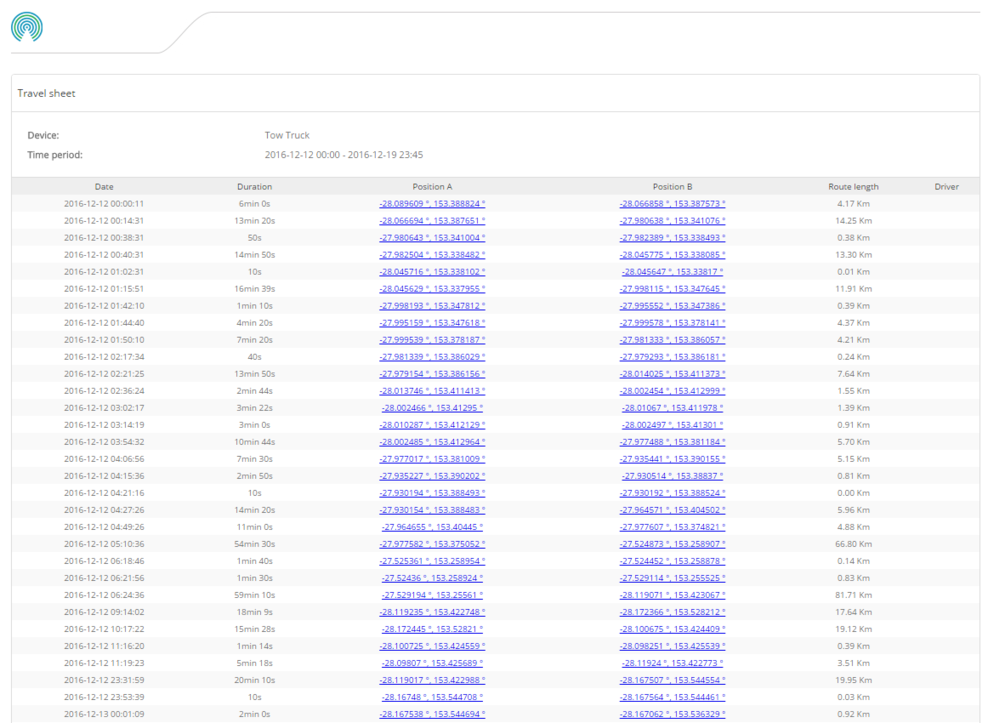 Travel sheet
Device: Tow Truck
Time period: 2016-12-12 00:00 - 2016-12-19 23:45
Date Duration Position A Position B Route length Driver
2016-12-12 00:00:11 6min 0s -28.089609 °, 153.388824 ° -28.066858 °, 153.387573 ° 4.17 Km
2016-12-12 00:14:31 13min 20s -28.066694 °, 153.387651 ° -27.980638 °, 153.341076 ° 14.25 Km
2016-12-12 00:38:31 50s -27.980643 °, 153.341004 ° -27.982389 °, 153.338493 ° 0.38 Km
2016-12-12 00:40:31 14min 50s -27.982504 °, 153.338482 ° -28.045775 °, 153.338085 ° 13.30 Km
2016-12-12 01:02:31 10s -28.045716 °, 153.338102 ° -28.045647 °, 153.33817 ° 0.01 Km
2016-12-12 01:15:51 16min 39s -28.045629 °, 153.337955 ° -27.998115 °, 153.347645 ° 11.91 Km
2016-12-12 01:42:10 1min 10s -27.998193 °, 153.347812 ° -27.995552 °, 153.347386 ° 0.39 Km
2016-12-12 01:44:40 4min 20s -27.995159 °, 153.347618 ° -27.999578 °, 153.378141 ° 4.37 Km
2016-12-12 01:50:10 7min 20s -27.999539 °, 153.378187 ° -27.981333 °, 153.386057 ° 4.21 Km
2016-12-12 02:17:34 40s -27.981339 °, 153.386029 ° -27.979293 °, 153.386181 ° 0.24 Km
2016-12-12 02:21:25 13min 50s -27.979154 °, 153.386156 ° -28.014025 °, 153.411373 ° 7.64 Km
2016-12-12 02:36:24 2min 44s -28.013746 °, 153.411413 ° -28.002454 °, 153.412999 ° 1.55 Km
2016-12-12 03:02:17 3min 22s -28.002466 °, 153.41295 ° -28.01067 °, 153.411978 ° 1.39 Km
2016-12-12 03:14:19 3min 0s -28.010287 °, 153.412129 ° -28.002497 °, 153.41301 ° 0.91 Km
2016-12-12 03:54:32 10min 44s -28.002485 °, 153.412964 ° -27.977488 °, 153.381184 ° 5.70 Km
2016-12-12 04:06:56 7min 30s -27.977017 °, 153.381009 ° -27.935441 °, 153.390155 ° 5.15 Km
2016-12-12 04:15:36 2min 50s -27.935227 °, 153.390202 ° -27.930514 °, 153.38837 ° 0.81 Km
2016-12-12 04:21:16 10s -27.930194 °, 153.388493 ° -27.930192 °, 153.388524 ° 0.00 Km
2016-12-12 04:27:26 14min 20s -27.930154 °, 153.388483 ° -27.964571 °, 153.404502 ° 5.96 Km
2016-12-12 04:49:26 11min 0s -27.964655 °, 153.40445 ° -27.977607 °, 153.374821 ° 4.88 Km
2016-12-12 05:10:36 54min 30s -27.977582 °, 153.375052 ° -27.524873 °, 153.258907 ° 66.80 Km
2016-12-12 06:18:46 1min 40s -27.525361 °, 153.258954 ° -27.524452 °, 153.258878 ° 0.14 Km
2016-12-12 06:21:56 1min 30s -27.52436 °, 153.258924 ° -27.529114 °, 153.255525 ° 0.83 Km
2016-12-12 06:24:36 59min 10s -27.529194 °, 153.25561 ° -28.119071 °, 153.423067 ° 81.71 Km
2016-12-12 09:14:02 18min 9s -28.119235 °, 153.422748 ° -28.172366 °, 153.528212 ° 17.64 Km
2016-12-12 10:17:22 15min 28s -28.172445 °, 153.52821 ° -28.100675 °, 153.424409 ° 19.12 Km
2016-12-12 11:16:20 1min 14s -28.100725 °, 153.424559 ° -28.098251 °, 153.425539 ° 0.39 Km
2016-12-12 11:19:23 5min 18s -28.09807 °, 153.425689 ° -28.11924 °, 153.422773 ° 3.51 Km
2016-12-12 23:31:59 20min 10s -28.119017 °, 153.422988 ° -28.167507 °, 153.544554 ° 19.95 Km
2016-12-12 23:53:39 10s -28.16748 °, 153.544708 ° -28.167564 °, 153.544461 ° 0.03 Km
2016-12-13 00:01:09 2min 0s -28.167538 °, 153.544694 ° -28.167062 °, 153.536329 ° 0.92 Km